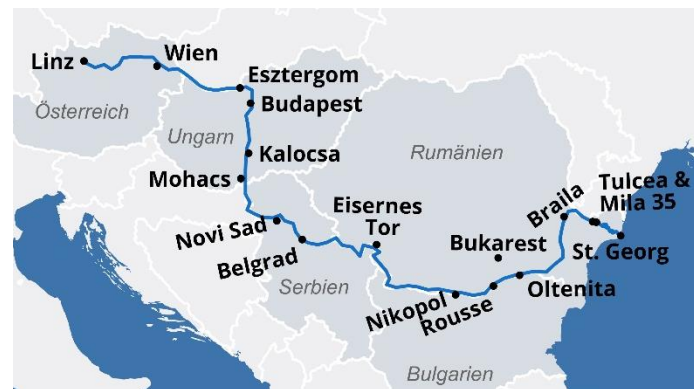 Linz
Wien
Österreich
Esztergom
Budapest
Ungarn
Kalocsa
Rumänien
Mohacs
Eisernes
Tor
Braila
Tulcea &
Mila 35
Novi Sad
Belgrad
Bukarest
St. Georg
Serbien
Nikopol
Rousse
Oltenita
Bulgarien